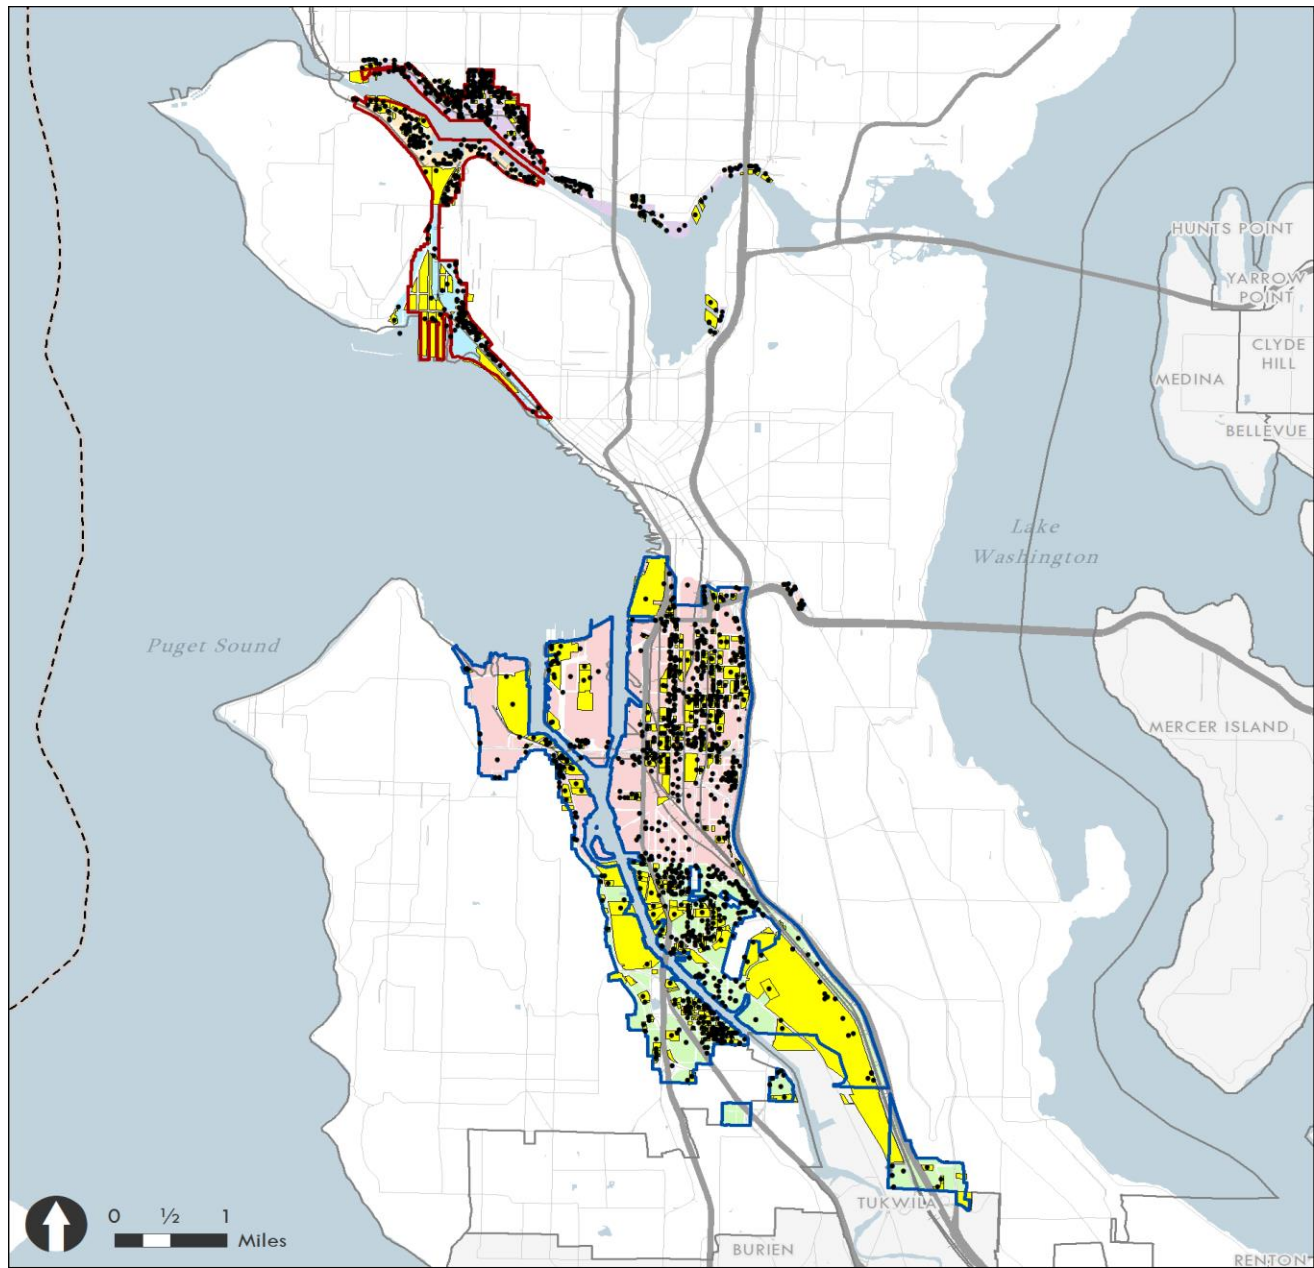 HUNTS POINT
YARROW
POINT
CLYDE
HILL
MEDINA
BELLEVUE
Lake
Washington
Puget Sound
MERCER ISLAND
TUKWILA
0 ½ 1
Miles
BURIEN
RENTON